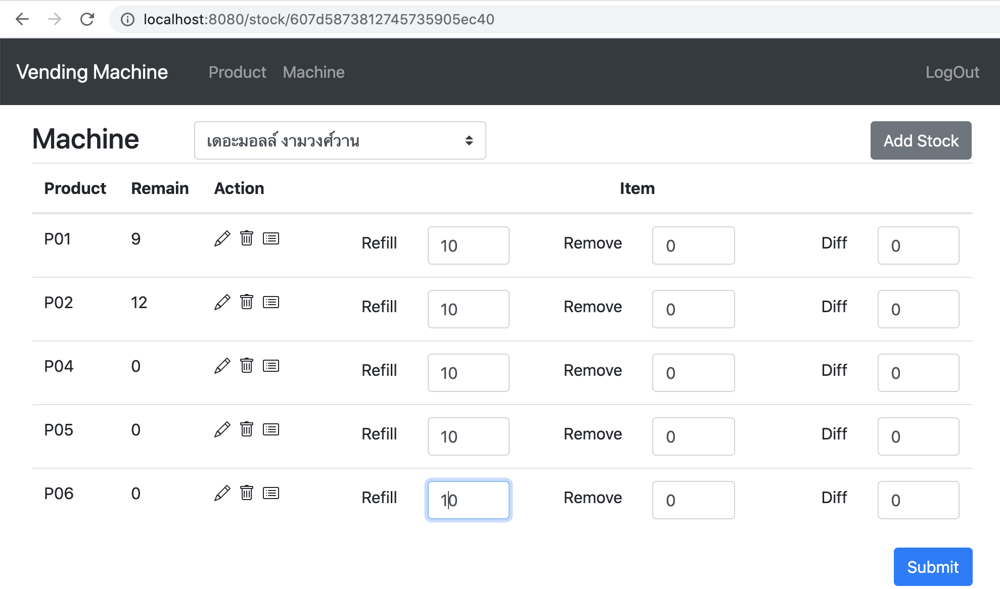 localhost:8080/stock/607d5873812745735905ec40
Vending Machine Product Machine LogOut
Machine เดอะมอลล์ งามวงศ์วาน Add Stock
Product Remain Action Item
P01 9 Refill 10 Remove 0 Diff 0
P02 12 Refill 10 Remove 0 Diff 0
P04 0 Refill 10 Remove 0 Diff 0
P05 0 Refill 10 Remove 0 Diff 0
P06 0 Refill 10 Remove 0 Diff 0
Submit